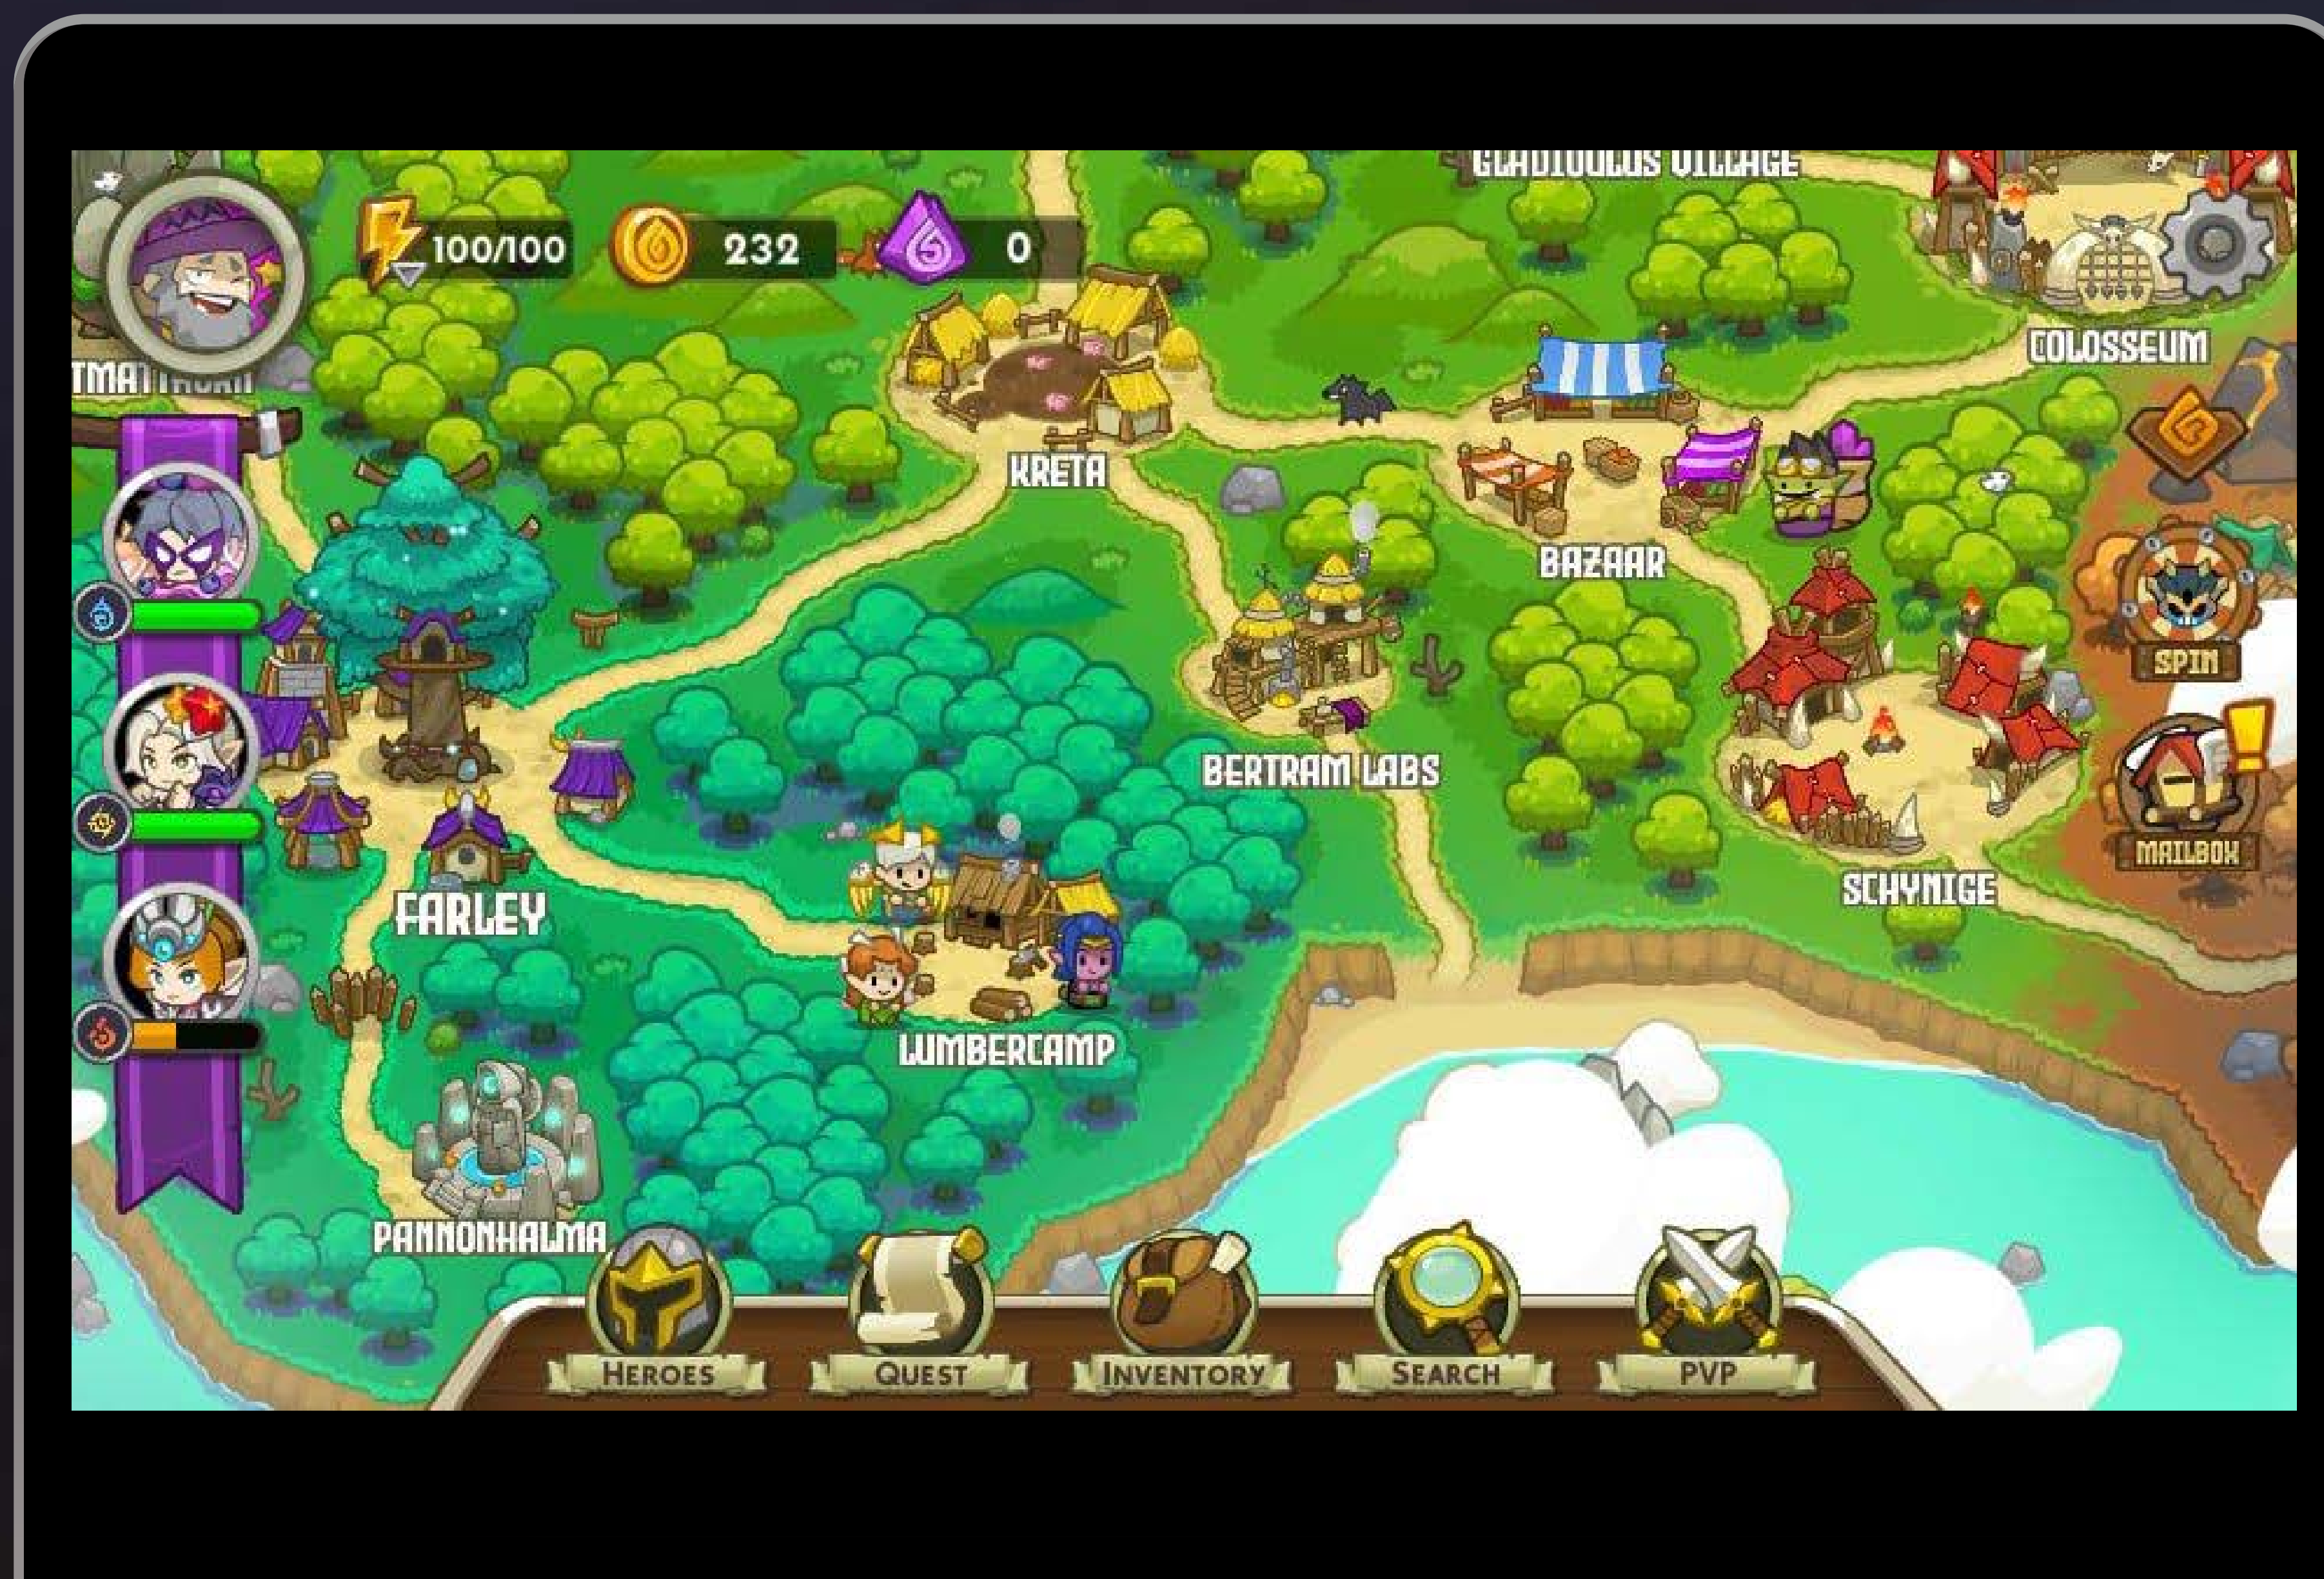 GLADIOULUS VILLAGE
100/100
232
0
COLOSSEUM
KRETA
BAZAAR
SPIN
BERTRAM LABS
MAILBOX
SCHYNIGE
FARLEY
LUMBERCAMP
PANNONHALMA
HEROES
QUEST
INVENTORY
SEARCH
PVP